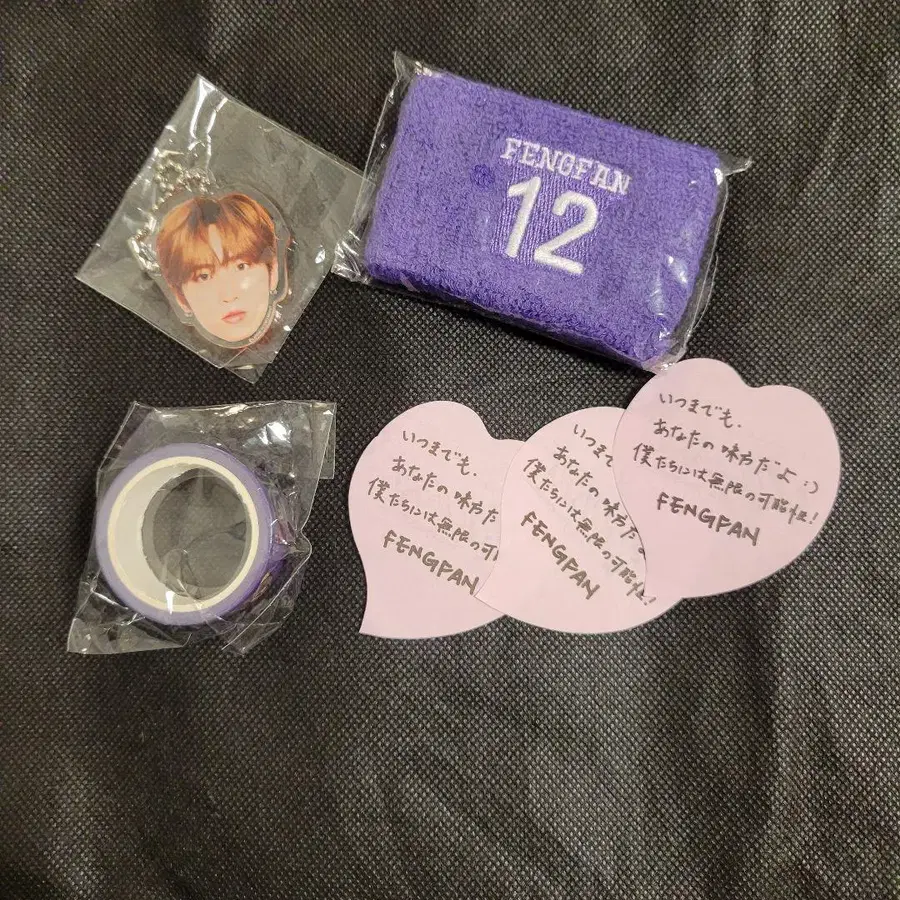 FENGFAN
12
いつまでも、
あなたの味方だ
僕たちには無限の可
FENGFAN
いつまで
あなたの味方だ
僕たちには無限の可能性!
FENGFAN
いつまでも、
あなたの味方だよ :)
僕たちには無限の可能性!
FENGFAN